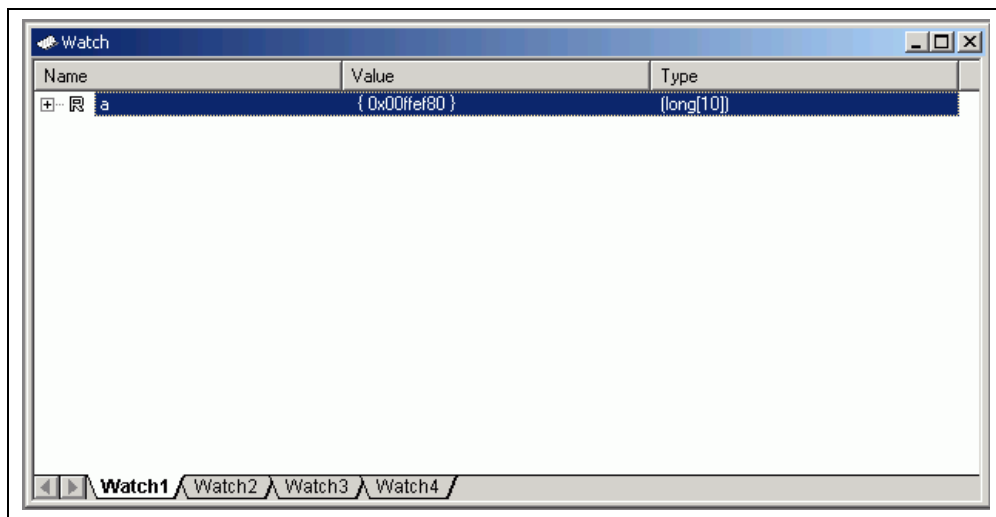 Watch
Name Value Type
R a { 0x00ffef80 } (long[10])
Watch1 Watch2 Watch3 Watch4